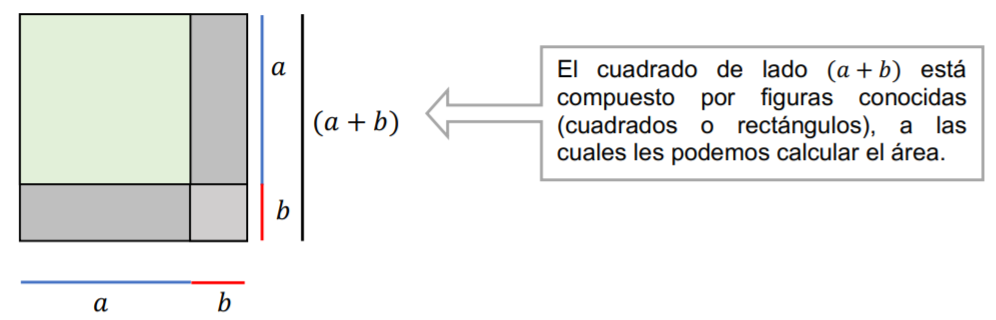 a
(a + b)
b
a
b
El cuadrado de lado (a + b) está
compuesto por figuras conocidas
(cuadrados o rectángulos), a las
cuales les podemos calcular el área.